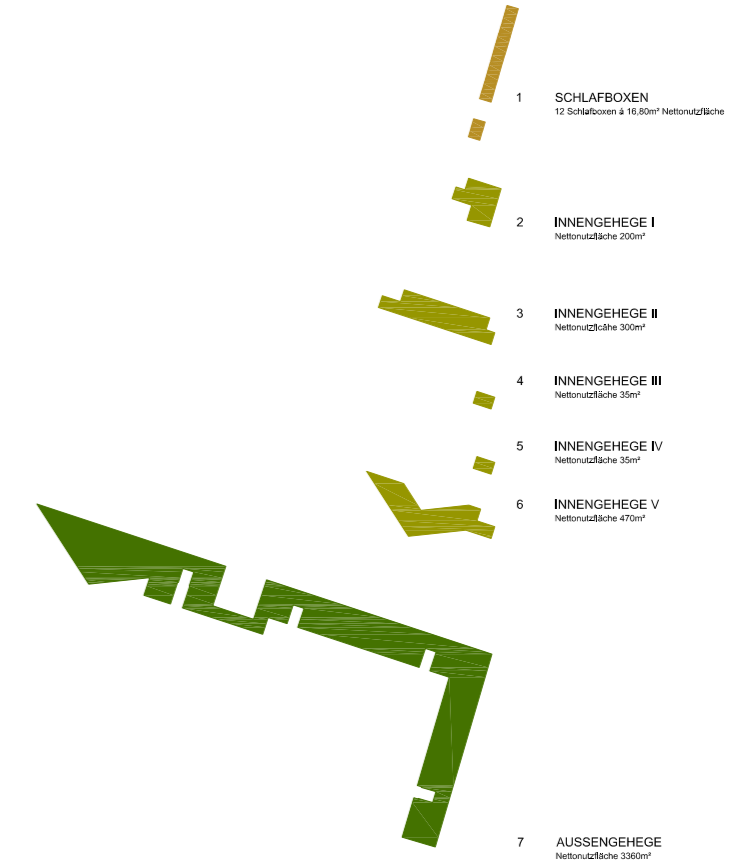 1 SCHLAFBOXEN
12 Schlafboxen á 16,80m² Nettonutzfläche
2 INNENGEHEGE I
Nettonutzfläche 200m²
3 INNENGEHEGE II
Nettonutzflcähe 300m²
4 INNENGEHEGE III
Nettonutzfläche 35m²
5 INNENGEHEGE IV
Nettonutzfläche 35m²
6 INNENGEHEGE V
Nettonutzfläche 470m²
7 AUSSENGEHEGE
Nettonutzfläche 3360m²